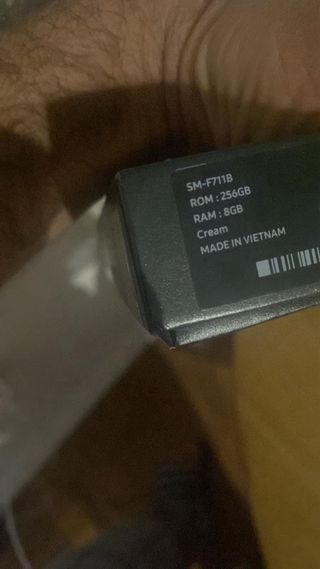 SM-F711B
ROM : 256GB
RAM : 8GB
Cream
MADE IN VIETNAM